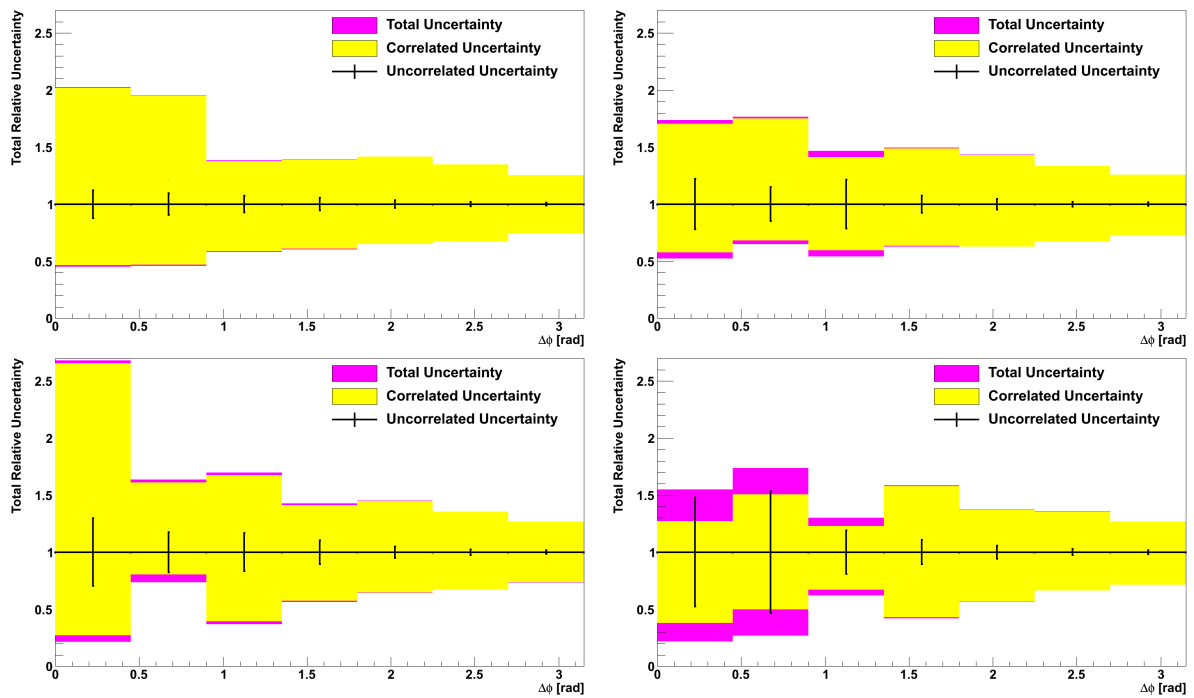 Total Relative Uncertainty
2.5
2
1.5
1
0.5
0
Total Uncertainty
Correlated Uncertainty
Uncorrelated Uncertainty
0 0.5 1 1.5 2 2.5 3
Δϕ [rad]
Total Relative Uncertainty
2.5
2
1.5
1
0.5
0
Total Uncertainty
Correlated Uncertainty
Uncorrelated Uncertainty
0 0.5 1 1.5 2 2.5 3
Δϕ [rad]
Total Relative Uncertainty
2.5
2
1.5
1
0.5
0
Total Uncertainty
Correlated Uncertainty
Uncorrelated Uncertainty
0 0.5 1 1.5 2 2.5 3
Δϕ [rad]
Total Relative Uncertainty
2.5
2
1.5
1
0.5
0
Total Uncertainty
Correlated Uncertainty
Uncorrelated Uncertainty
0 0.5 1 1.5 2 2.5 3
Δϕ [rad]